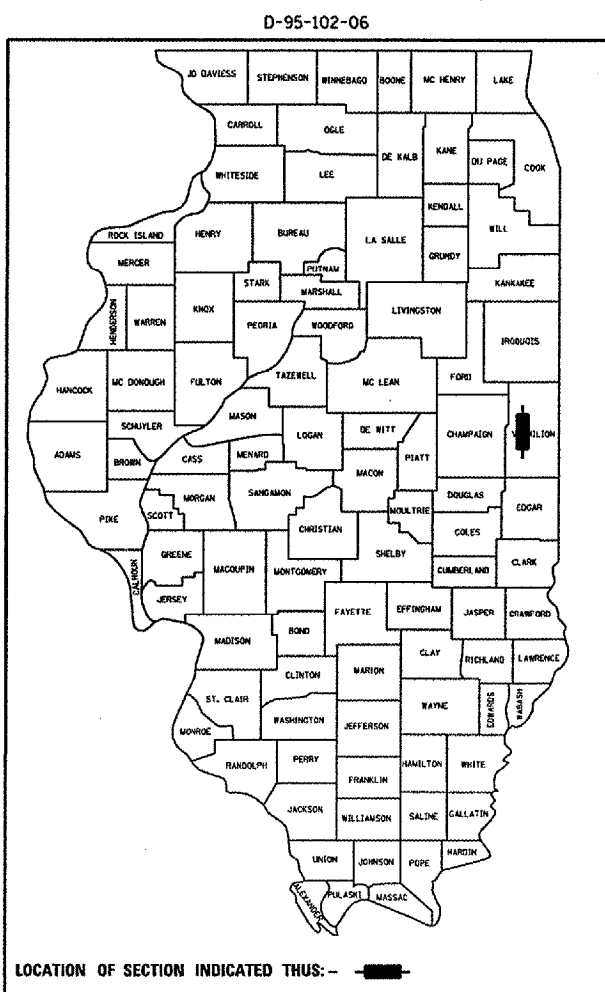 D-95-102-06
JO DAVIESS STEPHENSON WINNEBAGO BOONE MC HENRY LAKE
CARROLL OGLE DE KALB KANE DU PAGE COOK
WHITESIDE LEE
KENDALL WILL
ROCK ISLAND HENRY BUREAU LA SALLE GRUNDY
MERCER PUTNAM KANKAKEE
STARK MARSHALL LIVINGSTON
HENDERSON WARREN KNOX PEORIA WOODFORD IROQUOIS
HANCOCK MC DONOUGH FULTON TAZEWELL MC LEAN FORD
MASON LOGAN DE WITT CHAMPAIGN
SCHUYLER
ADAMS BROWN CASS MENARD MACON PIATT
MORGAN SANGAMON DOUGLAS EDGAR
PIKE SCOTT CHRISTIAN MOULTRIE COLES
GREENE SHELBY
CALHOUN MACOUPIN MONTGOMERY CUMBERLAND CLARK
JERSEY FAYETTE EFFINGHAM JASPER CRAWFORD
MADISON BOND
CLAY RICHLAND LAWRENCE
CLINTON MARION
ST. CLAIR WAYNE EDWARDS WABASH
WASHINGTON JEFFERSON
MONROE
RANDOLPH PERRY HAMILTON WHITE
FRANKLIN
JACKSON WILLIAMSON SALINE GALLATIN
UNION JOHNSON POPE HARDIN
ALEXANDER PULASKI MASSAC
LOCATION OF SECTION INDICATED THUS: -